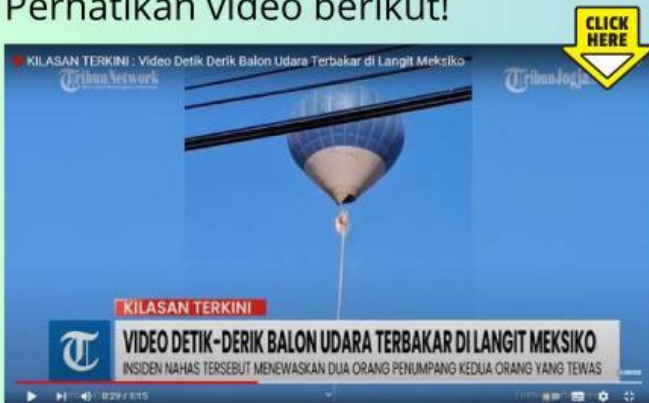 Perhatikan video berikut!
CLICK
HERE
KILASAN TERKINI : Video Detik Derik Balon Udara Terbakar di Langit Meksiko
Tribun Network
TribunJogja
KILASAN TERKINI
T
VIDEO DETIK-DERIK BALON UDARA TERBAKAR DI LANGIT MEKSIKO
INSIDEN NAHAS TERSEBUT MENEWASKAN DUA ORANG PENUMPANG KEDUA ORANG YANG TEWAS
0:29 / 1:15